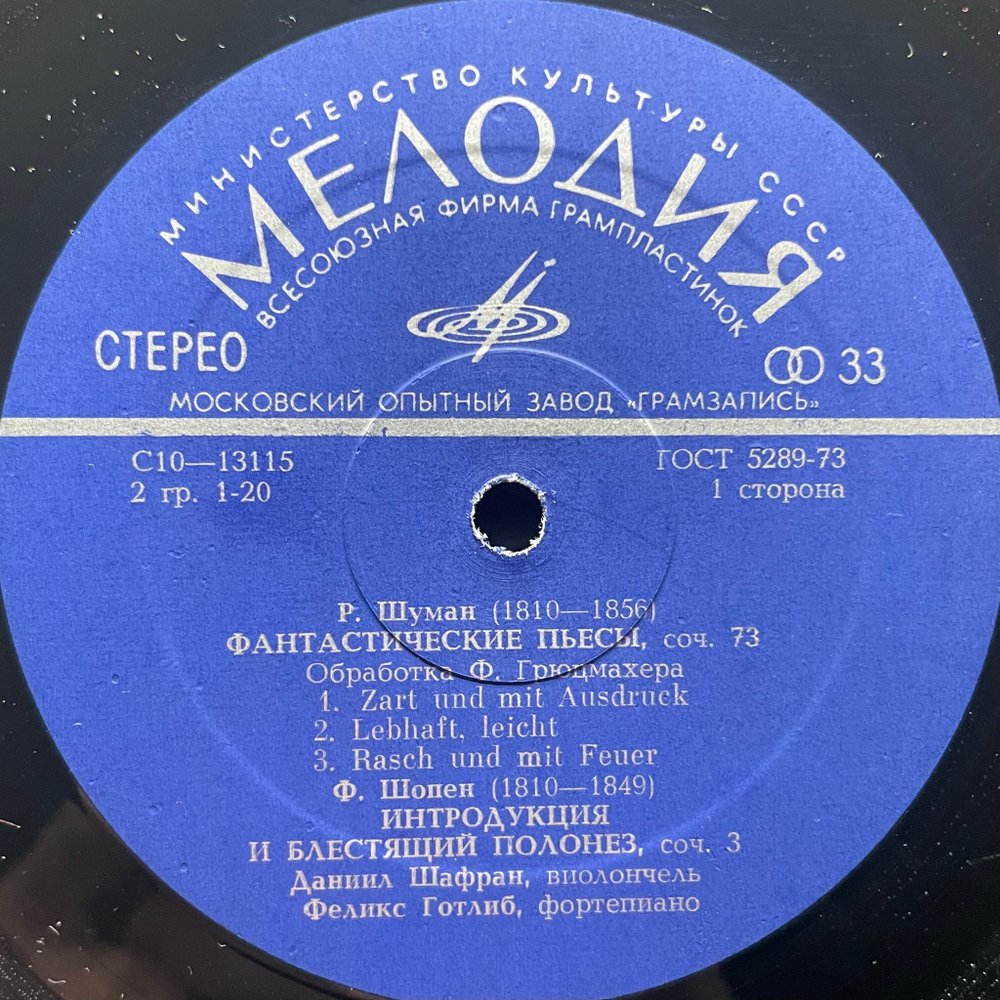 МИНИСТЕРСТВО КУЛЬТУРЫ СССР
МЕЛОДИЯ
ВСЕСОЮЗНАЯ ФИРМА ГРАМПЛАСТИНОК
СТЕРЕО
33
МОСКОВСКИЙ ОПЫТНЫЙ ЗАВОД «ГРАМЗАПИСЬ»
С10—13115
ГОСТ 5289-73
2 гр. 1-20
1 сторона
Р. Шуман (1810—1856)
ФАНТАСТИЧЕСКИЕ ПЬЕСЫ, соч. 73
Обработка Ф. Грюцмахера
1. Zart und mit Ausdruck
2. Lebhaft, leicht
3. Rasch und mit Feuer
Ф. Шопен (1810—1849)
ИНТРОДУКЦИЯ
И БЛЕСТЯЩИЙ ПОЛОНЕЗ, соч. 3
Даниил Шафран, виолончель
Феликс Готлиб, фортепиано